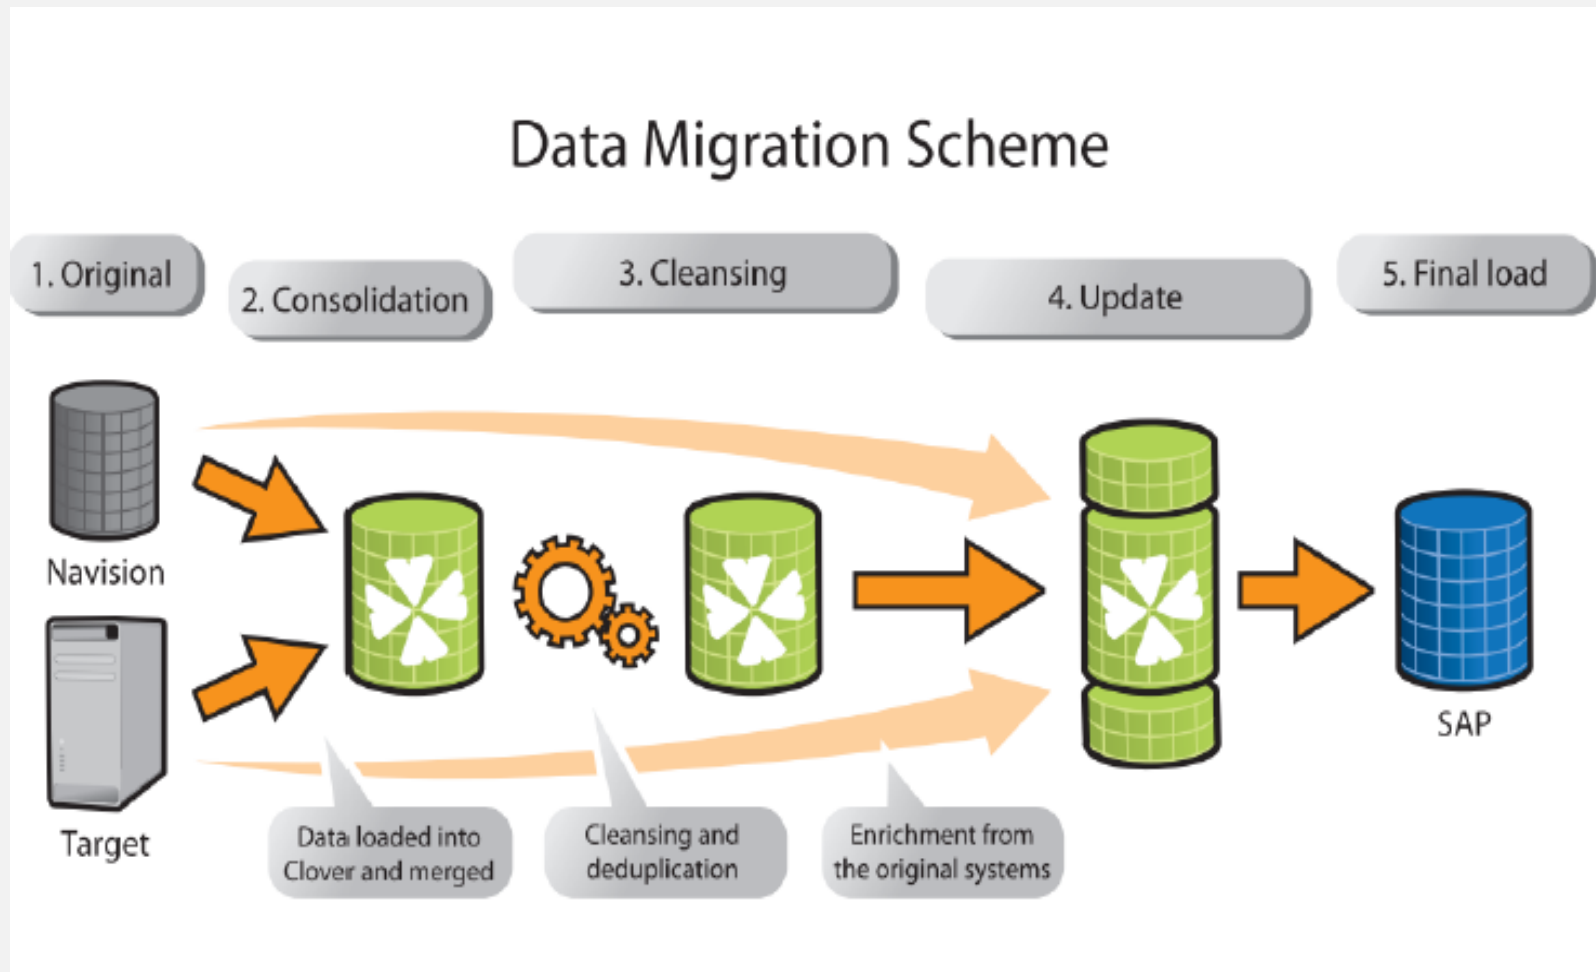 Data Migration Scheme
1. Original
2. Consolidation
3. Cleansing
4. Update
5. Final load
Navision
Target
SAP
Data loaded into
Clover and merged
Cleansing and
deduplication
Enrichment from
the original systems